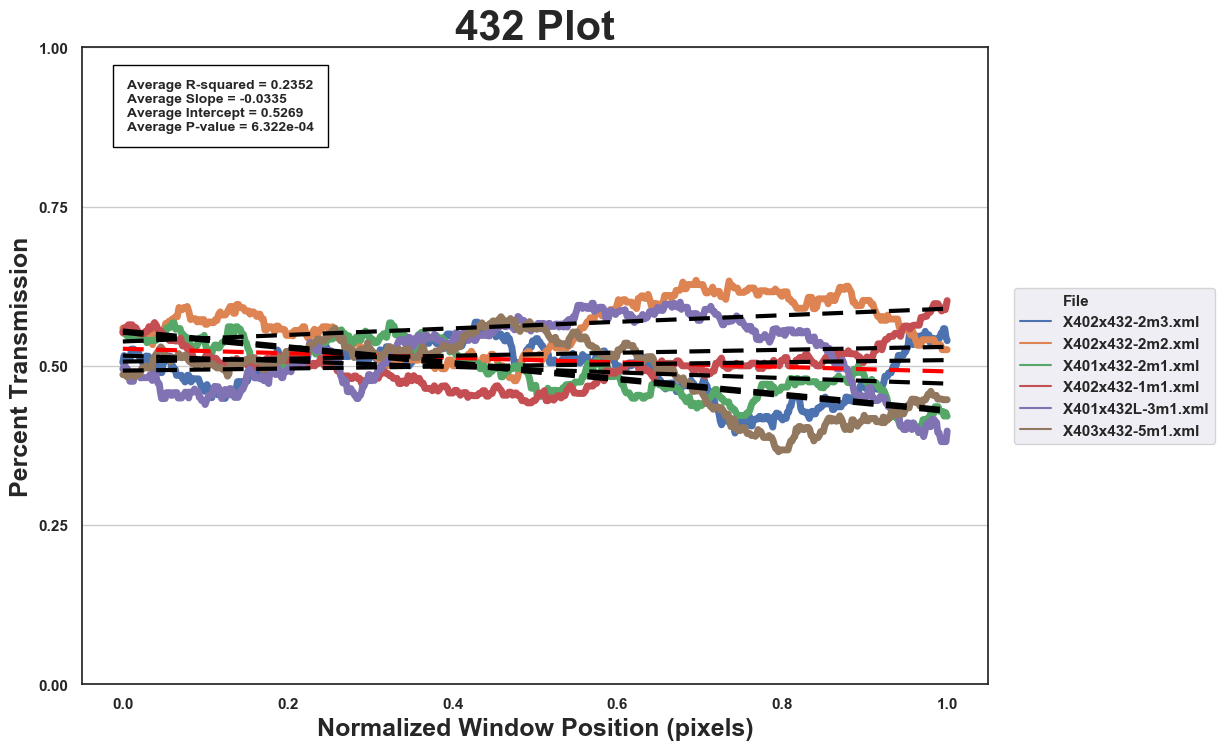 432 Plot
1.00
Average R-squared = 0.2352
Average Slope = -0.0335
Average Intercept = 0.5269
Average P-value = 6.322e-04
0.75
0.50
0.25
0.00
Percent Transmission
0.0 0.2 0.4 0.6 0.8 1.0
Normalized Window Position (pixels)
File
X402x432-2m3.xml
X402x432-2m2.xml
X401x432-2m1.xml
X402x432-1m1.xml
X401x432L-3m1.xml
X403x432-5m1.xml